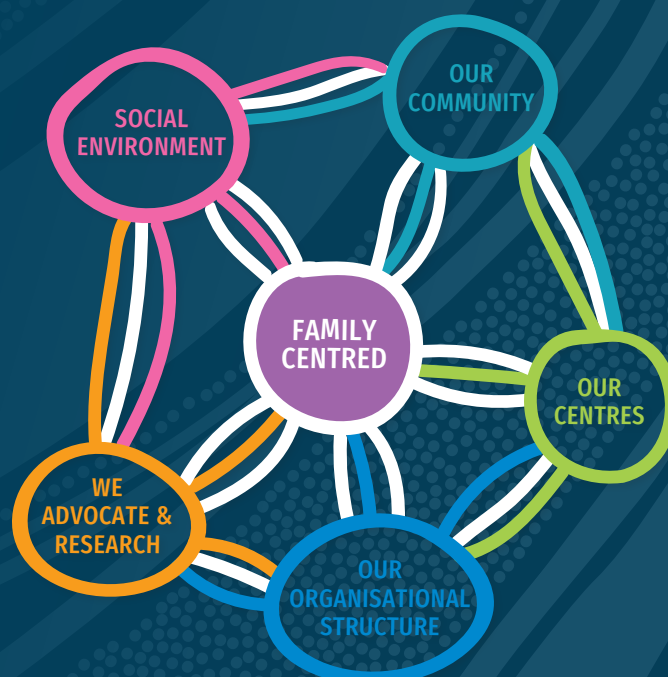 OUR
COMMUNITY
SOCIAL
ENVIRONMENT
FAMILY
CENTRED
OUR
CENTRES
WE
ADVOCATE &
RESEARCH
OUR
ORGANISATIONAL
STRUCTURE